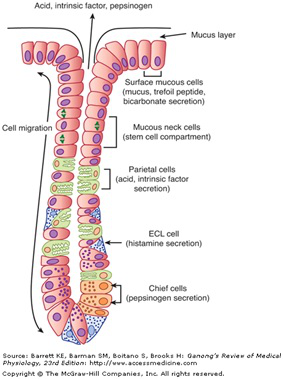 Acid, intrinsic factor, pepsinogen
Mucus layer
Surface mucous cells
(mucus, trefoil peptide,
bicarbonate secretion)
Cell migration
Mucous neck cells
(stem cell compartment)
Parietal cells
(acid, intrinsic factor
secretion)
ECL cell
(histamine secretion)
Chief cells
(pepsinogen secretion)
Source: Barrett KE, Barman SM, Boitano S, Brooks H: Ganong's Review of Medical
Physiology, 23rd Edition: http://www.accessmedicine.com
Copyright © The McGraw-Hill Companies, Inc. All rights reserved.